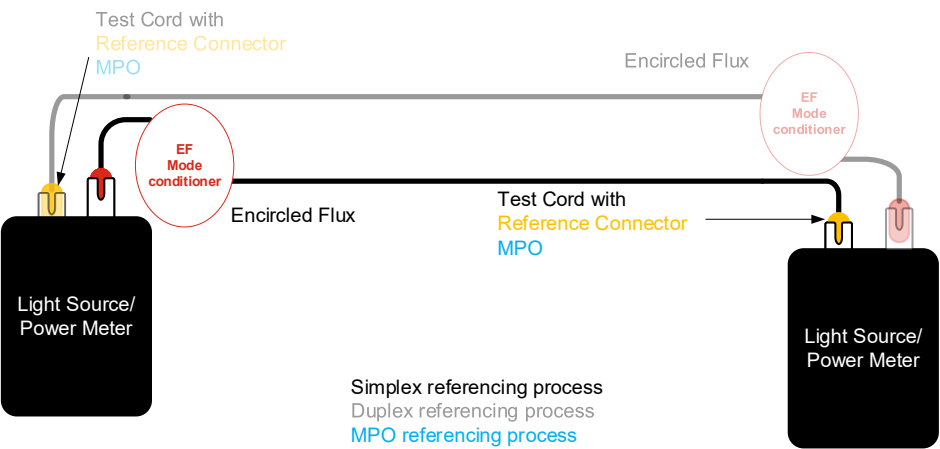 Test Cord with
Reference Connector
MPO
Encircled Flux
EF
Mode
conditioner
EF
Mode
conditioner
Test Cord with
Reference Connector
MPO
Encircled Flux
Light Source/
Power Meter
Light Source/
Power Meter
Simplex referencing process
Duplex referencing process
MPO referencing process